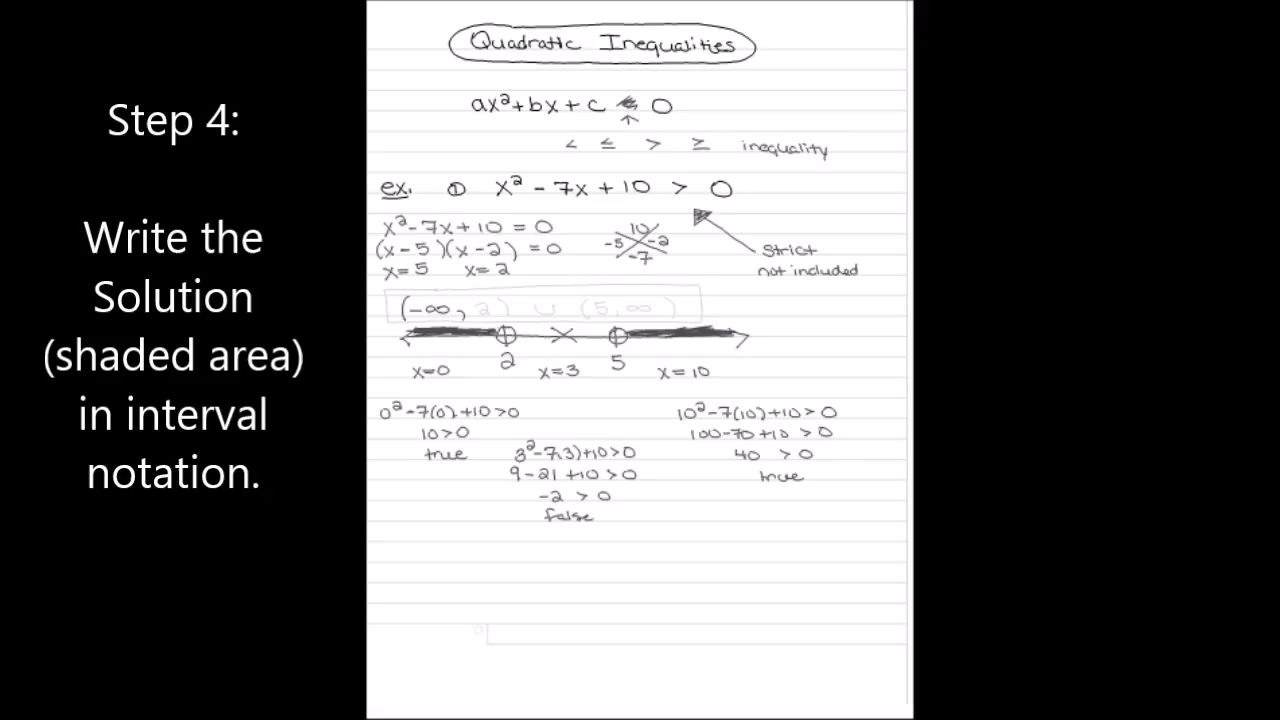 Step 4:
Write the
Solution
(shaded area)
in interval
notation.
Quadratic Inequalities
ax² + bx + c 0
↑
< ≤ > ≥ inequality
ex. ① x² - 7x + 10 > 0
x² - 7x + 10 = 0
(x - 5)(x - 2) = 0
x = 5 x = 2
10
-5 -2
-7
Strict
not included
(-∞, 2) ∪ (5, ∞)
2 5
x=0 x=3 x=10
0² - 7(0) + 10 > 0
10 > 0
true
3² - 7(3) + 10 > 0
9 - 21 + 10 > 0
-2 > 0
false
10² - 7(10) + 10 > 0
100 - 70 + 10 > 0
40 > 0
true